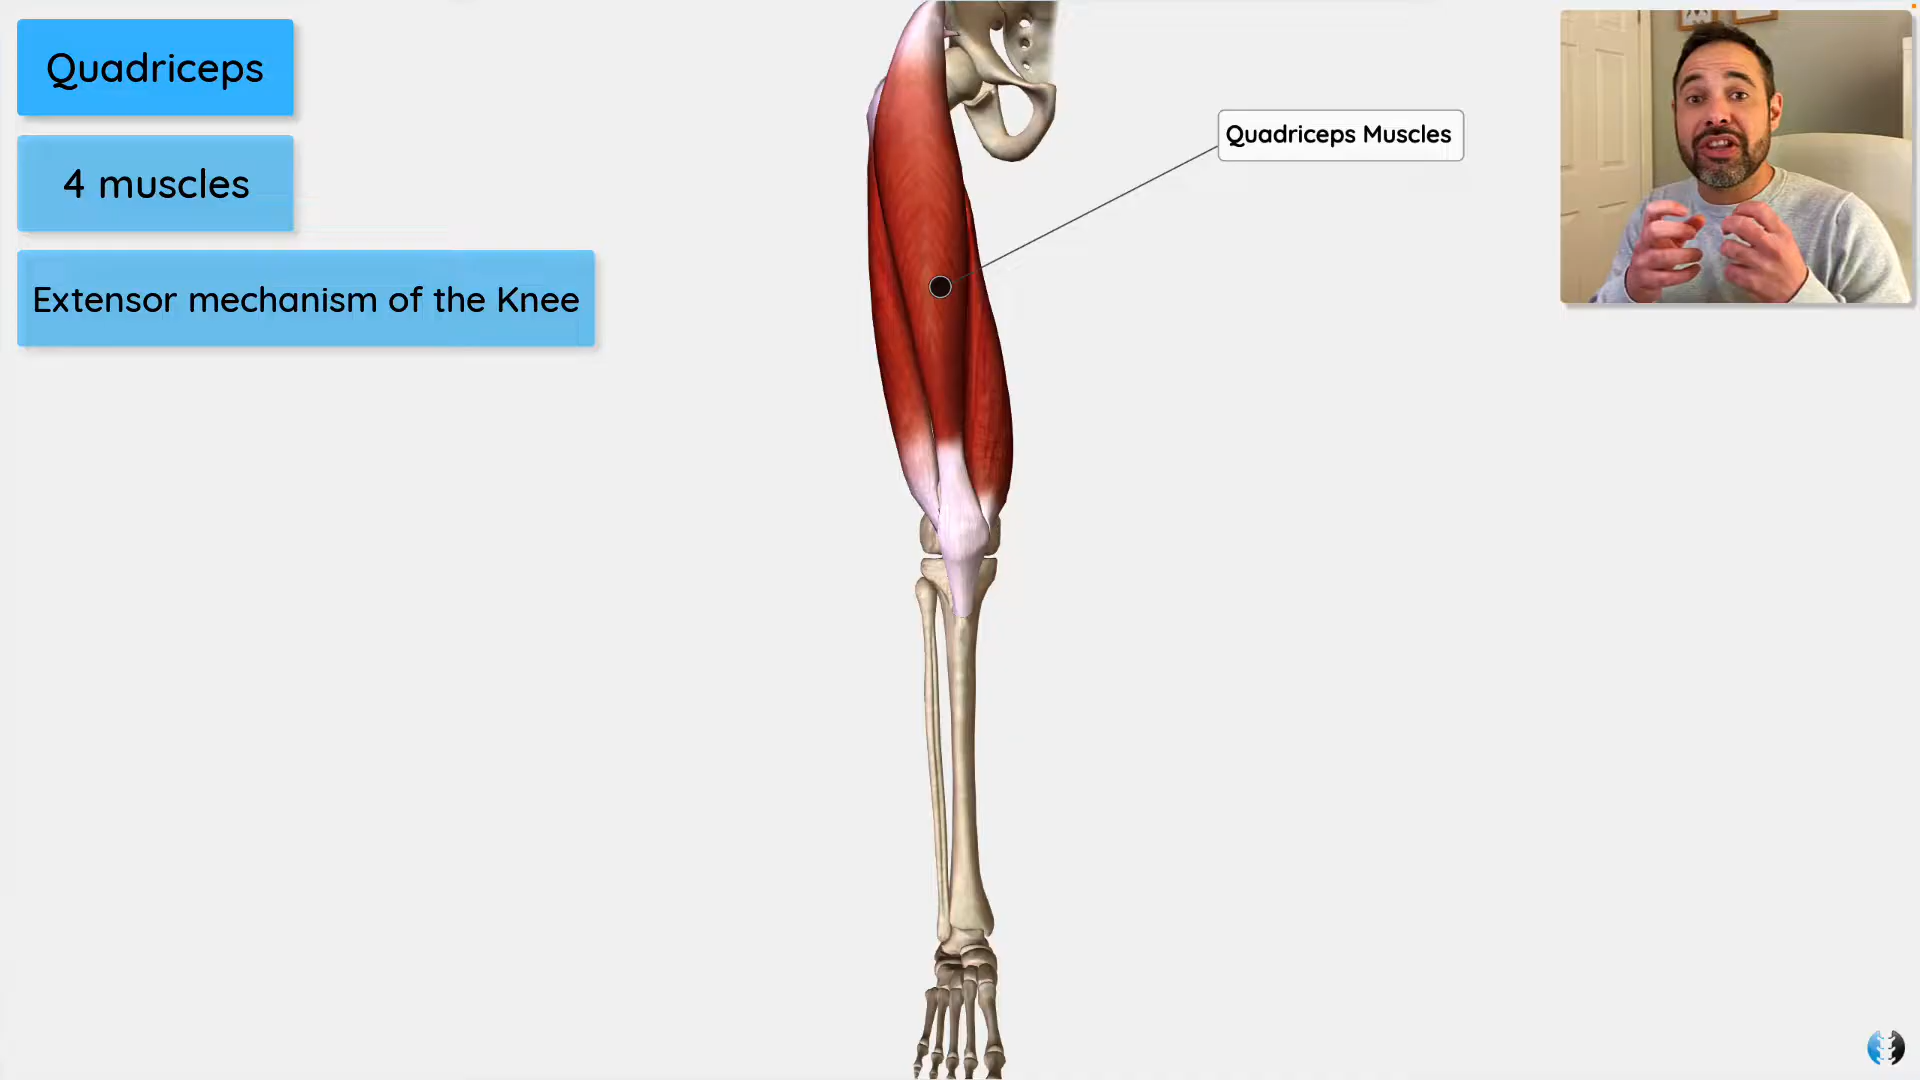 Quadriceps
4 muscles
Extensor mechanism of the Knee
Quadriceps Muscles